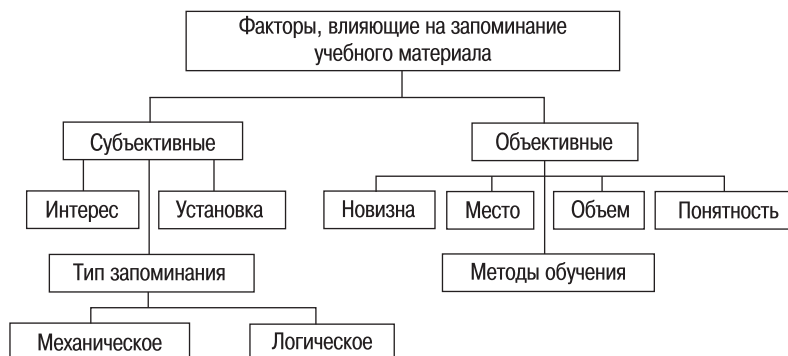 Факторы, влияющие на запоминание
учебного материала
Субъективные
Объективные
Интерес
Установка
Новизна
Место
Объем
Понятность
Тип запоминания
Методы обучения
Механическое
Логическое